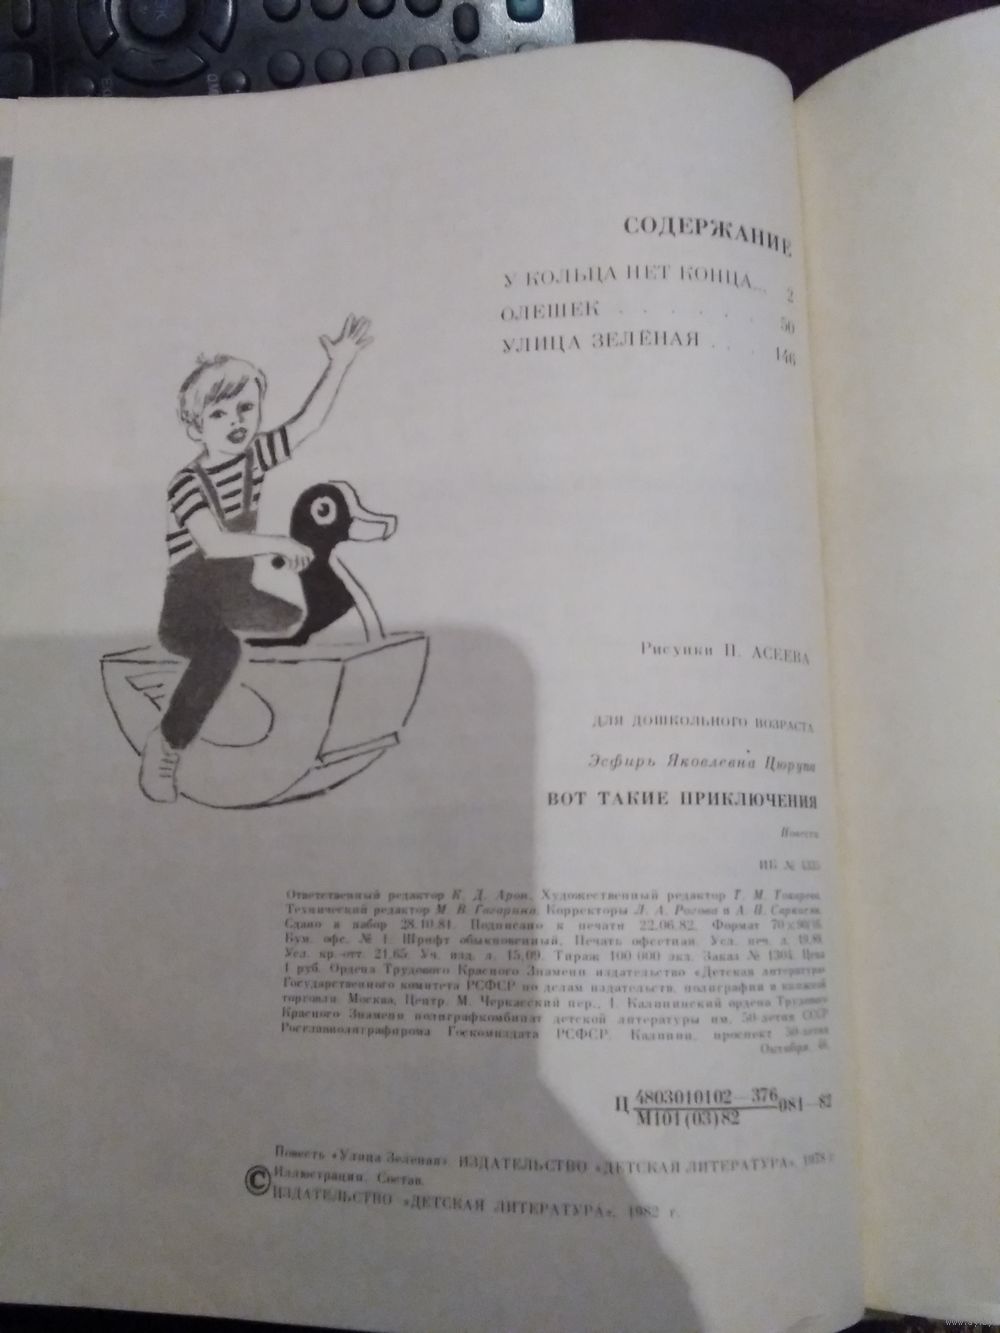 СОДЕРЖАНИЕ
У КОЛЬЦА НЕТ КОНЦА... 2
ОЛЕШЕК . . . . . . 50
УЛИЦА ЗЕЛЁНАЯ . . . 146
Рисунки П. АСЕЕВА
ДЛЯ ДОШКОЛЬНОГО ВОЗРАСТА
Эсфирь Яковлевна Цюрупа
ВОТ ТАКИЕ ПРИКЛЮЧЕНИЯ
Повести
ИБ №
Ответственный редактор К. Д. Арон. Художественный редактор Т. М. Токарева.
Технический редактор М. В. Гагарина. Корректоры Л. А. Рогова и А. П. Саркисян.
Сдано в набор 28.10.81. Подписано к печати 22.06.82. Формат 70×90/16.
Бум. офс. № 1. Шрифт обыкновенный. Печать офсетная. Усл. печ. л. 19,89.
Усл. кр.-отт. 21,65. Уч. изд. л. 15,09. Тираж 100 000 экз. Заказ № 1304. Цена
1 руб. Ордена Трудового Красного Знамени издательство «Детская литература»
Государственного комитета РСФСР по делам издательств, полиграфии и книжной
торговли. Москва, Центр, М. Черкасский пер., 1. Калининский ордена Трудового
Красного Знамени полиграфкомбинат детской литературы им. 50-летия СССР
Росглавполиграфпрома Госкомиздата РСФСР. Калинин, проспект 50-летия
Октября, 46.
Ц 4803010102—376 081—82
М101(03)82
Повесть «Улица Зеленая». ИЗДАТЕЛЬСТВО «ДЕТСКАЯ ЛИТЕРАТУРА», 1978 г.
© Иллюстрации. Состав.
ИЗДАТЕЛЬСТВО «ДЕТСКАЯ ЛИТЕРАТУРА», 1982 г.